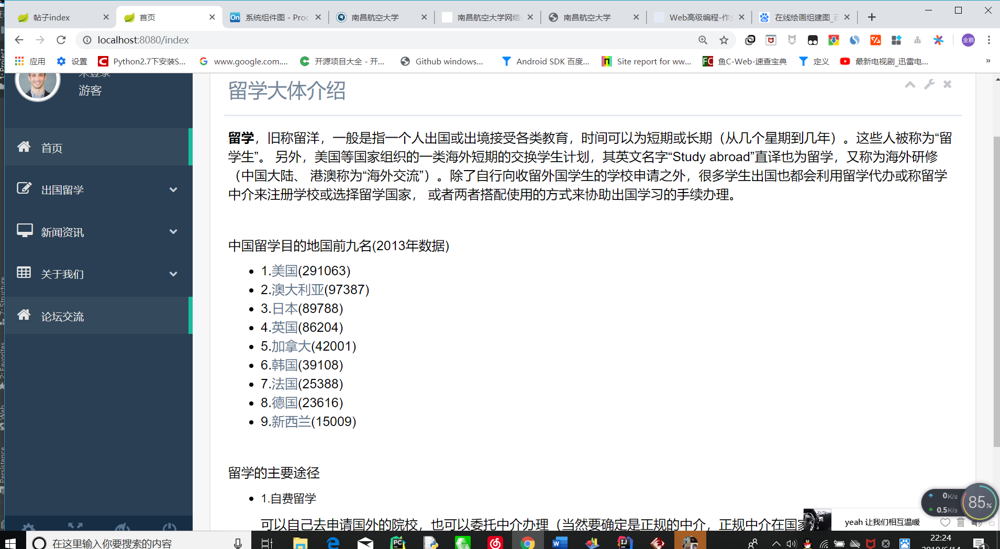 帖子index
首页
系统组件图 - Proc
南昌航空大学
南昌航空大学网络
南昌航空大学
Web高级编程-作业
在线绘画组建图_百
localhost:8080/index
金鹏
应用
设置
Python2.7下安装S...
www.google.com....
开源项目大全 - 开...
Github windows...
Android SDK 百度...
Site report for ww...
鱼C-Web-速查宝典
定义
最新电视剧_迅雷电...
»
1: Project
7: Structure
2: Favorites
Web
Persistence
未登录
游客
首页
出国留学
新闻资讯
关于我们
论坛交流
留学大体介绍
留学，旧称留洋，一般是指一个人出国或出境接受各类教育，时间可以为短期或长期（从几个星期到几年）。这些人被称为“留
学生”。 另外，美国等国家组织的一类海外短期的交换学生计划，其英文名字“Study abroad”直译也为留学，又称为海外研修
（中国大陆、 港澳称为“海外交流”）。除了自行向收留外国学生的学校申请之外，很多学生出国也都会利用留学代办或称留学
中介来注册学校或选择留学国家， 或者两者搭配使用的方式来协助出国学习的手续办理。
中国留学目的地国前九名(2013年数据)
1.美国(291063)
2.澳大利亚(97387)
3.日本(89788)
4.英国(86204)
5.加拿大(42001)
6.韩国(39108)
7.法国(25388)
8.德国(23616)
9.新西兰(15009)
留学的主要途径
1.自费留学
可以自己去申请国外的院校，也可以委托中介办理（当然要确定是正规的中介，正规中介在国家
0K/s
0.5K/s
85%
yeah 让我们相互温暖
在这里输入你要搜索的内容
22:24
2019/6/14